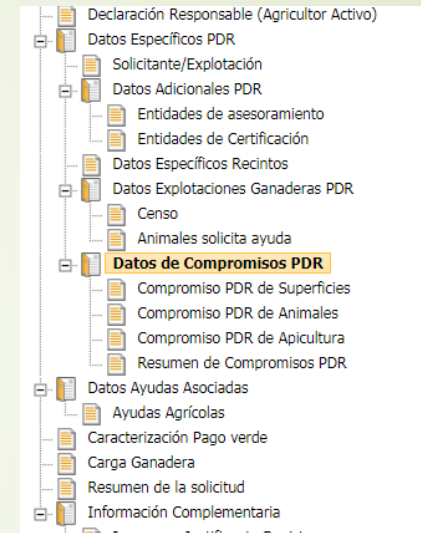 Declaración Responsable (Agricultor Activo)
Datos Específicos PDR
Solicitante/Explotación
Datos Adicionales PDR
Entidades de asesoramiento
Entidades de Certificación
Datos Específicos Recintos
Datos Explotaciones Ganaderas PDR
Censo
Animales solicita ayuda
Datos de Compromisos PDR
Compromiso PDR de Superficies
Compromiso PDR de Animales
Compromiso PDR de Apicultura
Resumen de Compromisos PDR
Datos Ayudas Asociadas
Ayudas Agrícolas
Caracterización Pago verde
Carga Ganadera
Resumen de la solicitud
Información Complementaria